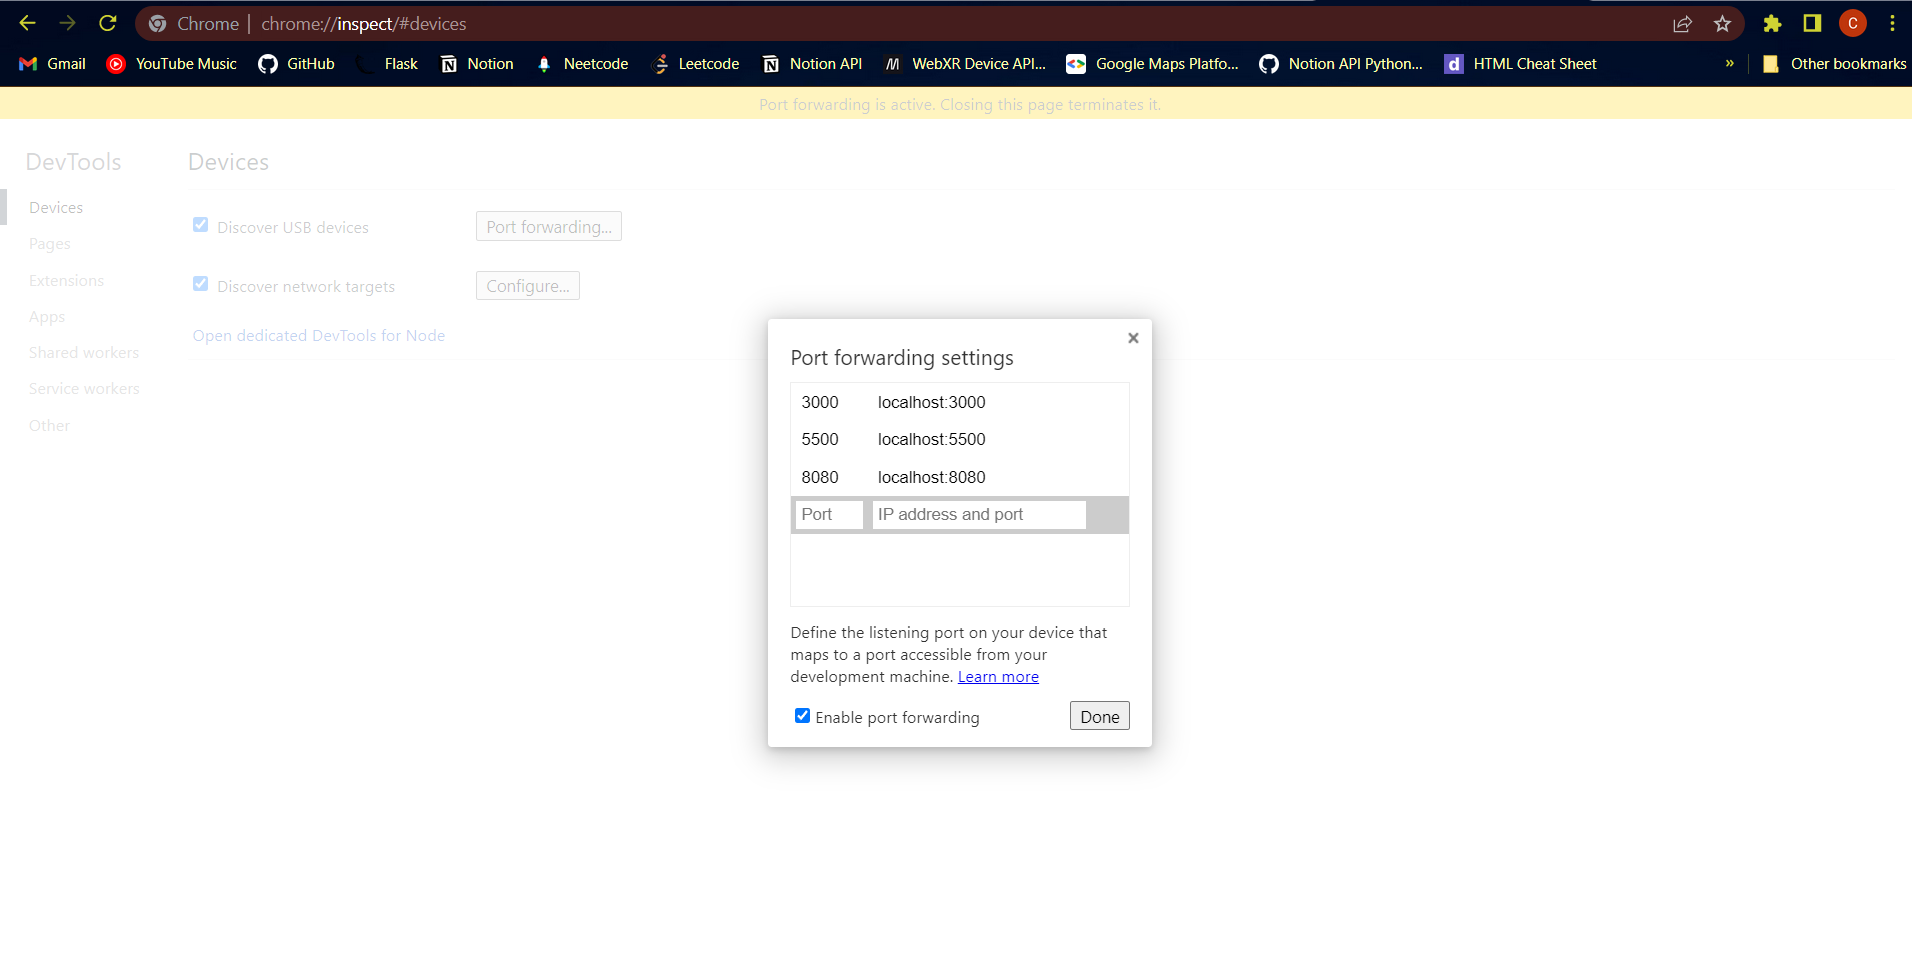 Chrome | chrome://inspect/#devices C
Gmail YouTube Music GitHub Flask Notion Neetcode Leetcode Notion API WebXR Device API... Google Maps Platfo... Notion API Python... d HTML Cheat Sheet » Other bookmarks
Port forwarding is active. Closing this page terminates it.
DevTools
Devices
Pages
Extensions
Apps
Shared workers
Service workers
Other
Devices
Discover USB devices Port forwarding...
Discover network targets Configure...
Open dedicated DevTools for Node
Port forwarding settings
3000 localhost:3000
5500 localhost:5500
8080 localhost:8080
Port IP address and port
Define the listening port on your device that
maps to a port accessible from your
development machine. Learn more
Enable port forwarding Done